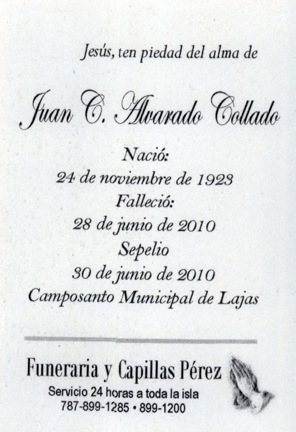 Jesús, ten piedad del alma de
Juan C. Alvarado Collado
Nació:
24 de noviembre de 1923
Falleció:
28 de junio de 2010
Sepelio
30 de junio de 2010
Camposanto Municipal de Lajas
Funeraria y Capillas Pérez
Servicio 24 horas a toda la isla
787-899-1285 • 899-1200